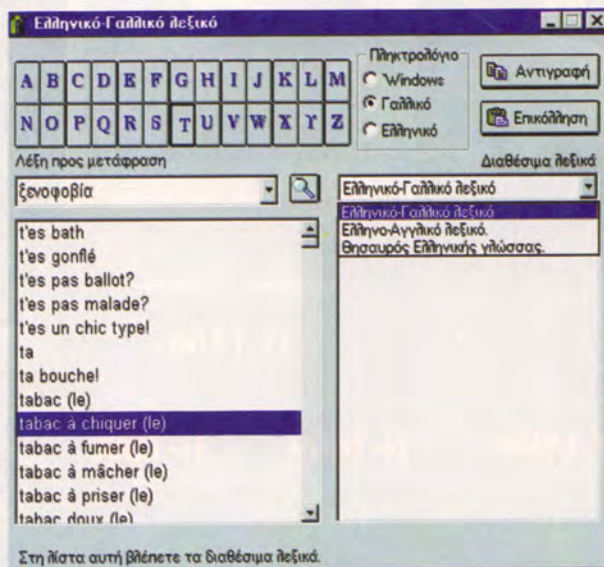 Ελληνικό-Γαλλικό λεξικό
A B C D E F G H I J K L M
N O P Q R S T U V W X Y Z
Πληκτρολόγιο
Windows
Γαλλικό
Ελληνικό
Αντιγραφή
Επικόλληση
Λέξη προς μετάφραση
Διαθέσιμα λεξικά
ξενοφοβία
Ελληνικό-Γαλλικό λεξικό
Ελληνικό-Γαλλικό λεξικό
Ελληνο-Αγγλικό λεξικό.
Θησαυρός Ελληνικής γλώσσας.
t'es bath
t'es gonflé
t'es pas ballot?
t'es pas malade?
t'es un chic type!
ta
ta bouche!
tabac (le)
tabac à chiquer (le)
tabac à fumer (le)
tabac à mâcher (le)
tabac à priser (le)
tabac doux (le)
Στη λίστα αυτή βλέπετε τα διαθέσιμα λεξικά.